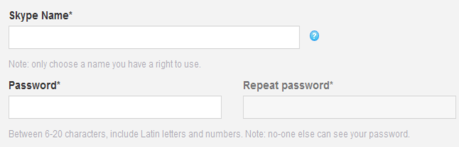 Skype Name*
?
Note: only choose a name you have a right to use.
Password* Repeat password*
Between 6-20 characters, include Latin letters and numbers. Note: no-one else can see your password.